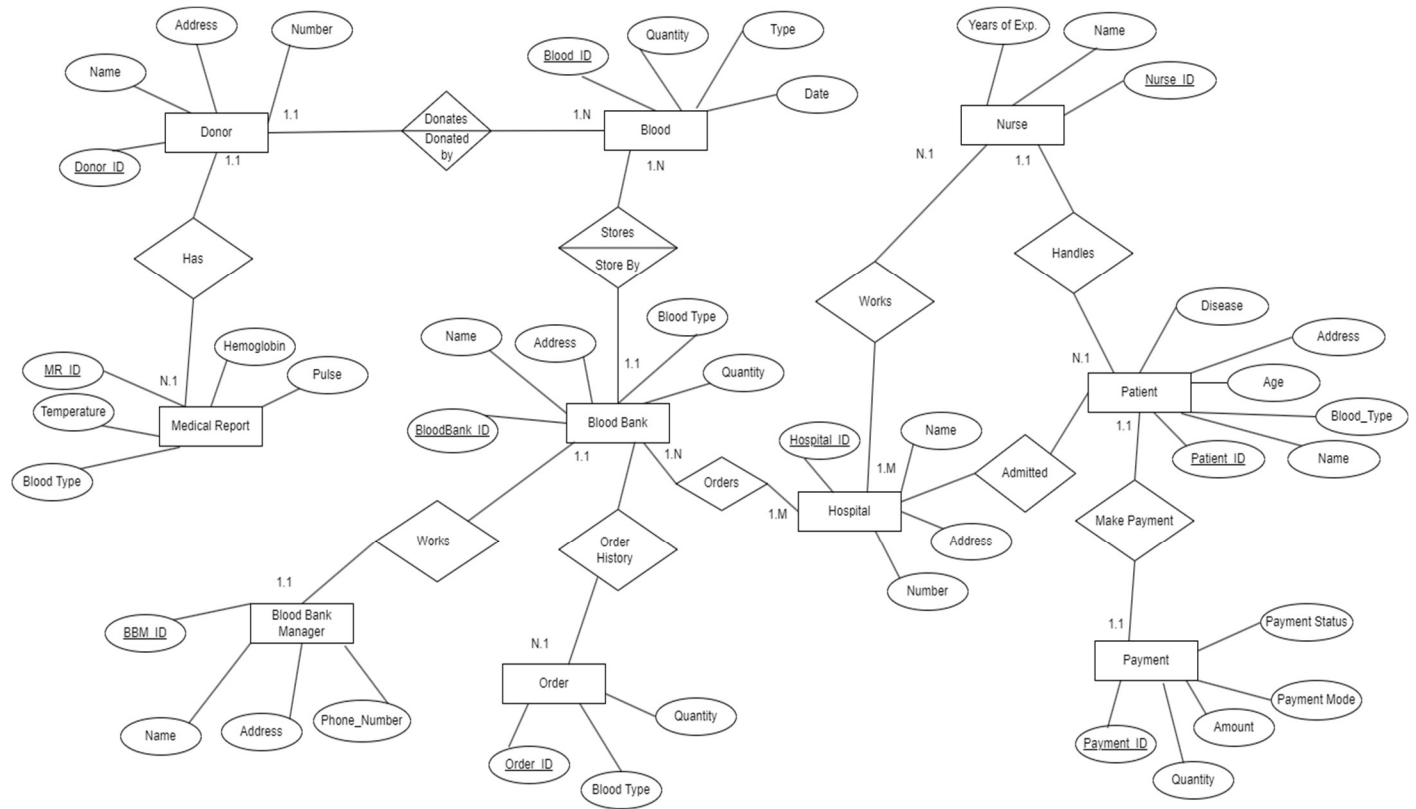 Address
Number
Name
Donor
Donor_ID
1.1
1.1
Donates
Donated
by
1.N
Blood_ID
Quantity
Type
Date
Blood
1.N
Years of Exp.
Name
Nurse_ID
Nurse
N.1
1.1
Has
Stores
Store By
Works
Handles
MR_ID
Hemoglobin
Pulse
Temperature
N.1
Medical Report
Blood Type
Name
Address
Blood Type
1.1
Quantity
BloodBank_ID
Blood Bank
1.1
1.N
Disease
Address
Age
Blood_Type
Name
Patient_ID
N.1
Patient
1.1
Hospital_ID
Name
1.M
Orders
1.M
Hospital
Admitted
Address
Number
Make Payment
Works
Order
History
1.1
BBM_ID
Blood Bank
Manager
Name
Address
Phone_Number
N.1
Order
Quantity
Order_ID
Blood Type
1.1
Payment
Payment Status
Payment Mode
Amount
Payment_ID
Quantity